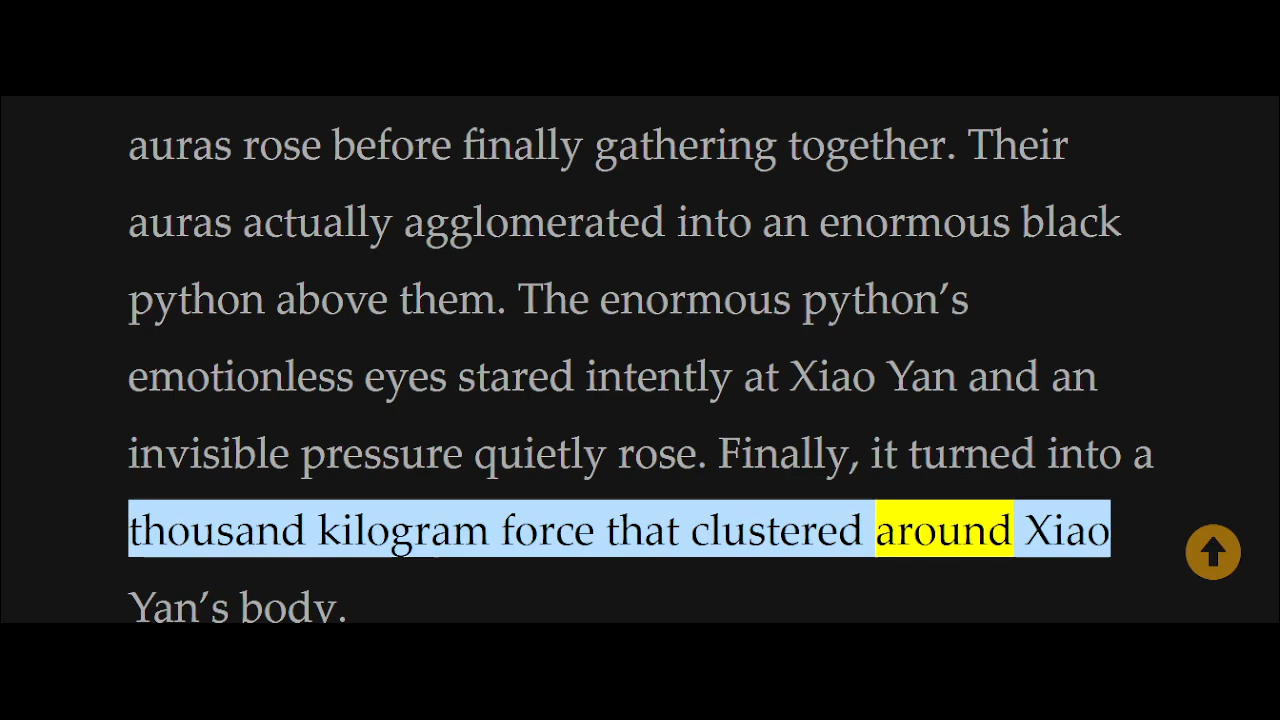 auras rose before finally gathering together. Their
auras actually agglomerated into an enormous black
python above them. The enormous python’s
emotionless eyes stared intently at Xiao Yan and an
invisible pressure quietly rose. Finally, it turned into a
thousand kilogram force that clustered around Xiao
Yan’s body.